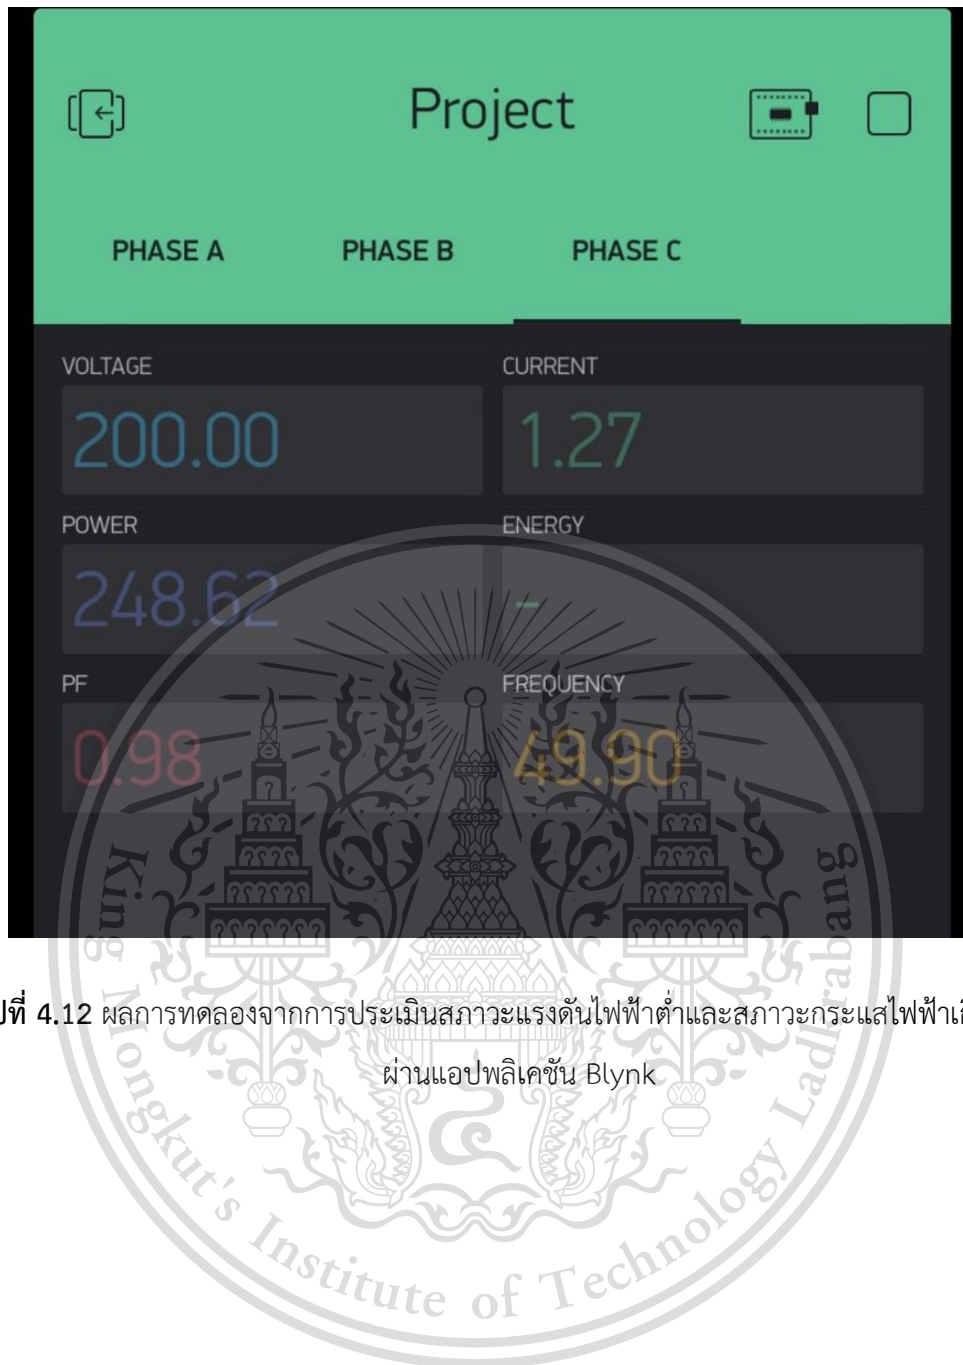 Project
PHASE A PHASE B PHASE C
VOLTAGE CURRENT
200.00 1.27
POWER ENERGY
248.62 -
PF FREQUENCY
0.98 49.90
4.12 ผลการทดลองจากการประเมินสภาวะแรงดันไฟฟ้าต่ำและสภาวะกระแสไฟฟ้า
ผ่านแอปพลิเคชัน Blynk
King Mongkut's Institute of Technology Ladkrabang